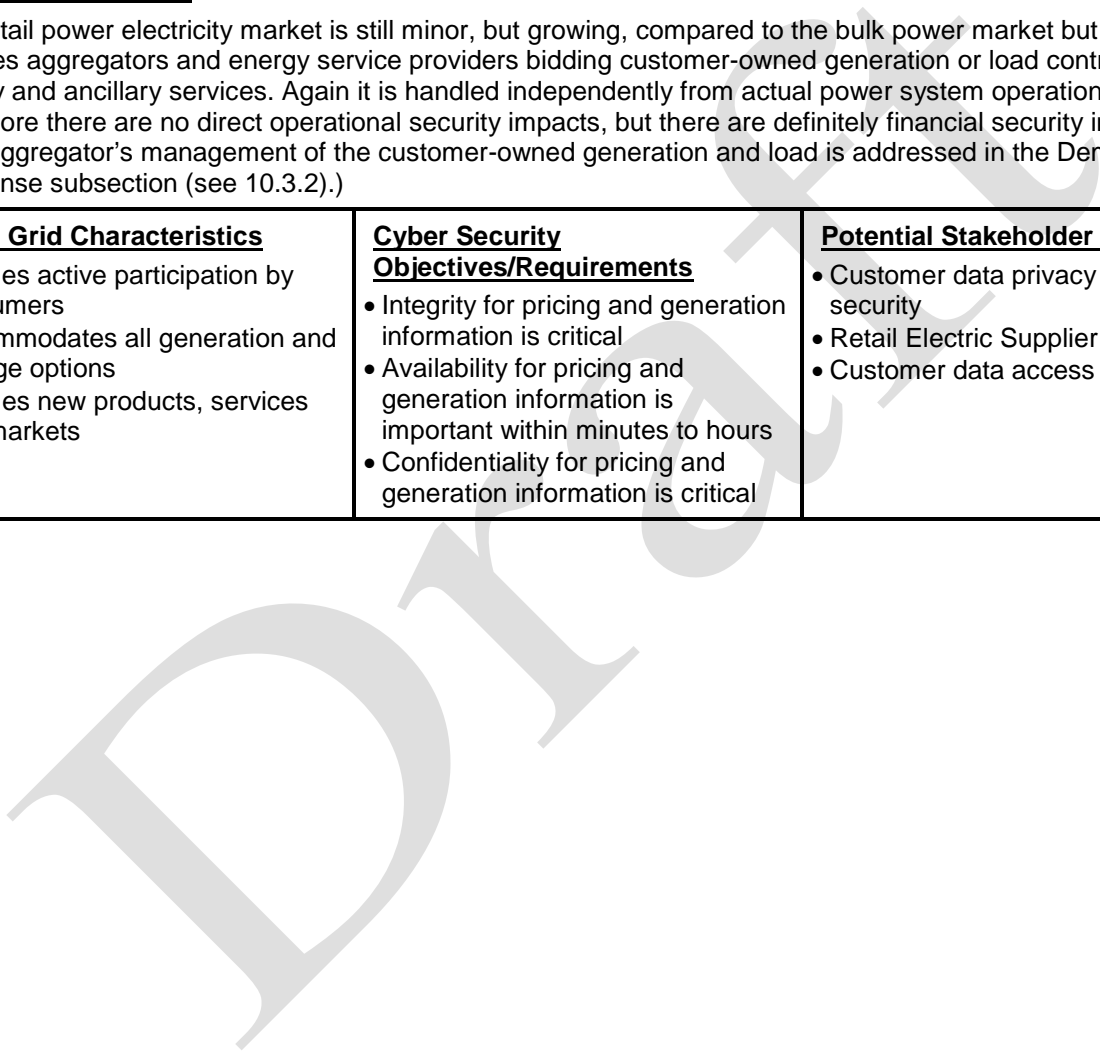 tail power electricity market is still minor, but growing, compared to the bulk power market but
es aggregators and energy service providers bidding customer-owned generation or load contr
y and ancillary services. Again it is handled independently from actual power system operation
ore there are no direct operational security impacts, but there are definitely financial security i
ggregator’s management of the customer-owned generation and load is addressed in the De
nse subsection (see 10.3.2).)
Grid Characteristics
es active participation by
umers
mmodates all generation and
ge options
es new products, services
markets
Cyber Security
Objectives/Requirements
• Integrity for pricing and generation
information is critical
• Availability for pricing and
generation information is
important within minutes to hours
• Confidentiality for pricing and
generation information is critical
Potential Stakeholder
• Customer data privacy
security
• Retail Electric Supplier
• Customer data access
Draft